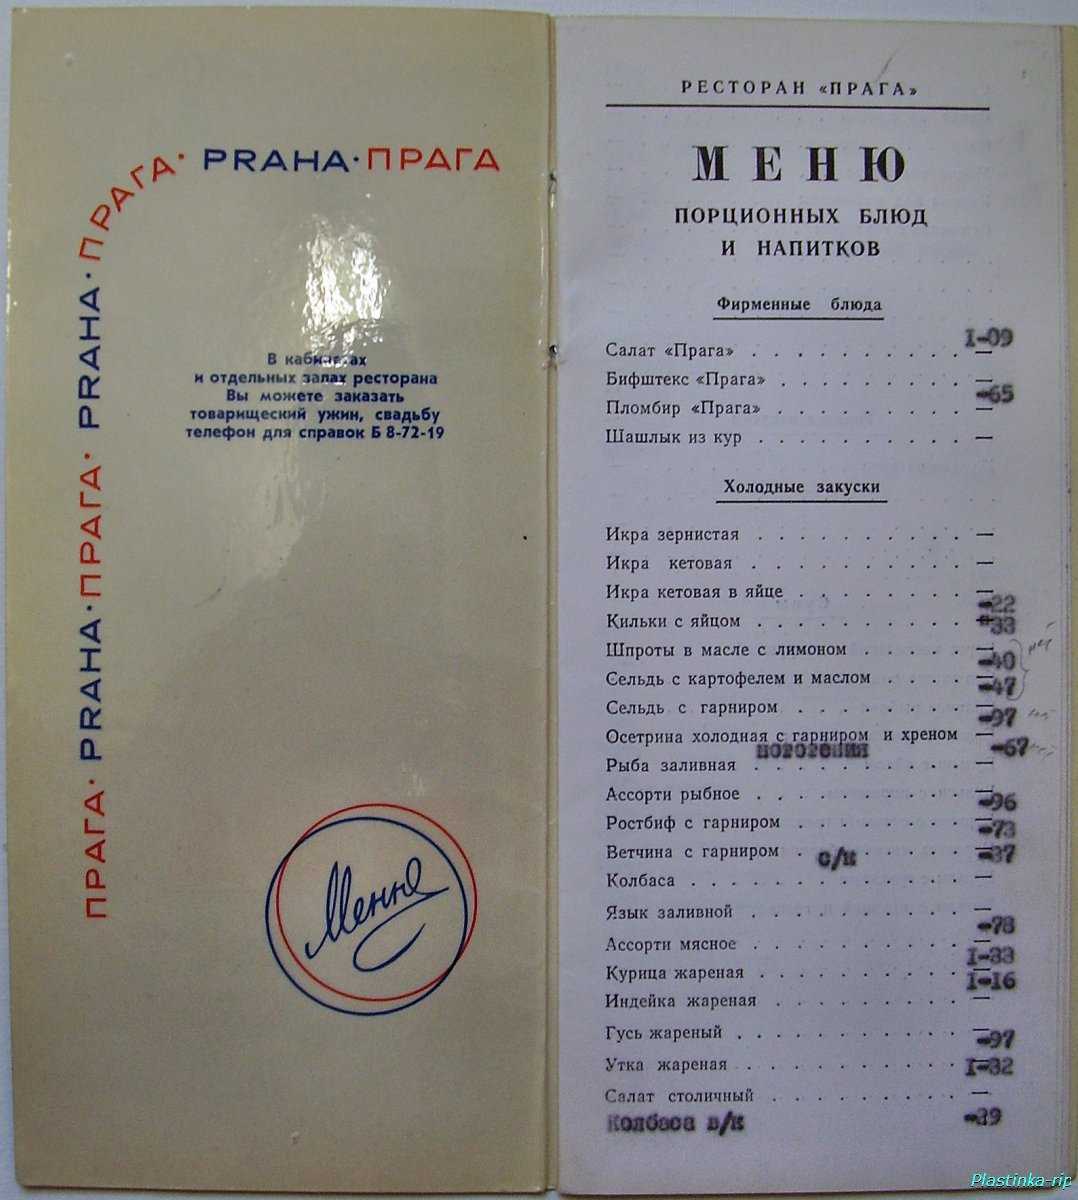 ПРАГА · PRAHA · ПРАГА · PRAHA · ПРАГА · PRAHA · ПРАГА
В кабинетах
и отдельных залах ресторана
Вы можете заказать
товарищеский ужин, свадьбу
телефон для справок Б 8-72-19
Меню
РЕСТОРАН «ПРАГА»
МЕНЮ
ПОРЦИОННЫХ БЛЮД
И НАПИТКОВ
Фирменные блюда
Салат «Прага» . . . . . . . . . . — I-09
Бифштекс «Прага» . . . . . . . . . —
Пломбир «Прага» . . . . . . . . . — -65
Шашлык из кур . . . . . . . . . . —
Холодные закуски
Икра зернистая . . . . . . . . . . —
Икра кетовая . . . . . . . . . . —
Икра кетовая в яйце . . . . . . . . —
Кильки с яйцом . . . . . . . . . . — -22
Шпроты в масле с лимоном . . . . . — -33
Сельдь с картофелем и маслом . . . . — -40
Сельдь с гарниром . . . . . . . . — -47
Осетрина холодная с гарниром и хреном — -97
Рыба заливная . . . . . . . . . . — -67
Ассорти рыбное . . . . . . . . . . —
Ростбиф с гарниром . . . . . . . . — -96
Ветчина с гарниром . . . . . . . . — -73
Колбаса с/к . . . . . . . . . . . . — -37
Язык заливной . . . . . . . . . . —
Ассорти мясное . . . . . . . . . . — -78
Курица жареная . . . . . . . . . . — I-33
Индейка жареная . . . . . . . . . — I-16
Гусь жареный . . . . . . . . . . . —
Утка жареная . . . . . . . . . . — -97
Салат столичный . . . . . . . . . — I-32
Колбаса в/к -39
Plastinka-rip